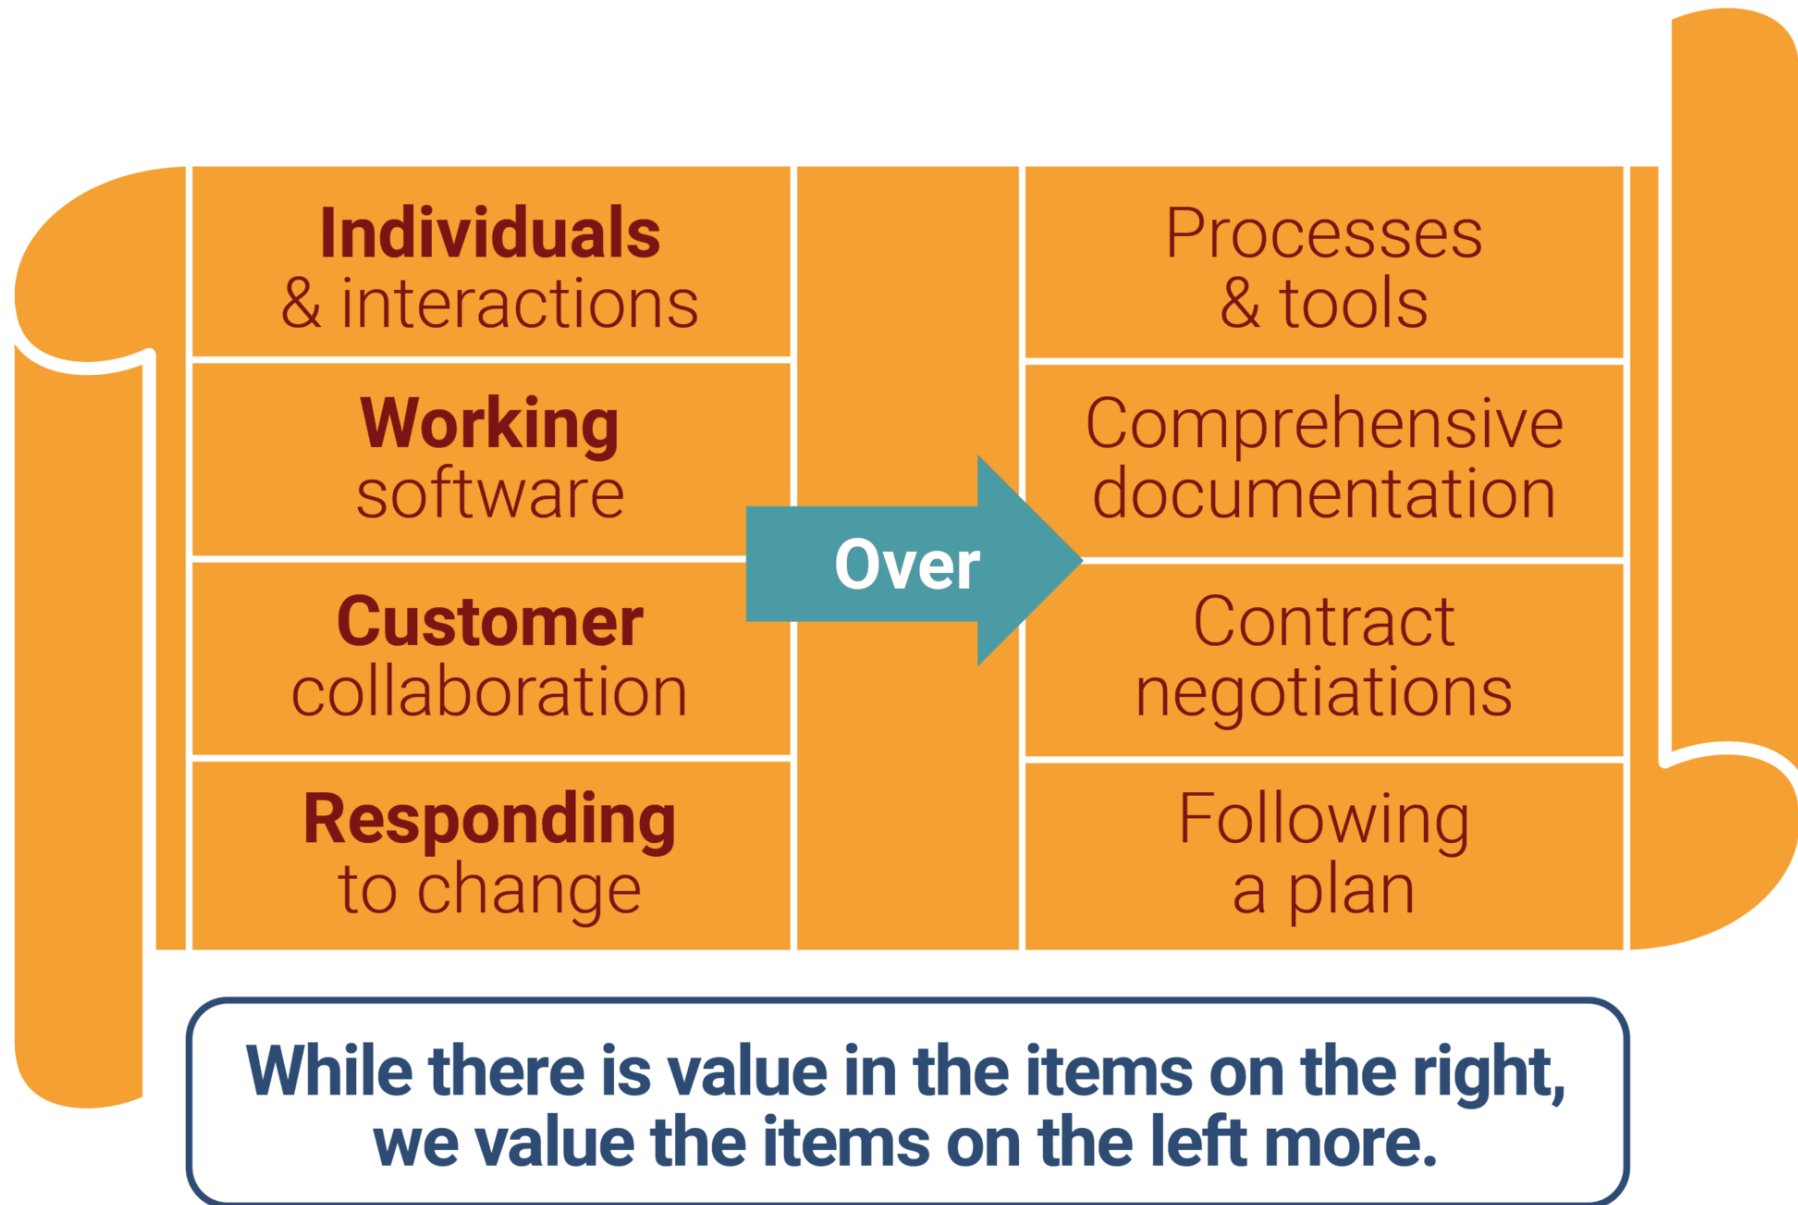 Individuals
& interactions
Working
software
Customer
collaboration
Responding
to change
Over
Processes
& tools
Comprehensive
documentation
Contract
negotiations
Following
a plan
While there is value in the items on the right,
we value the items on the left more.